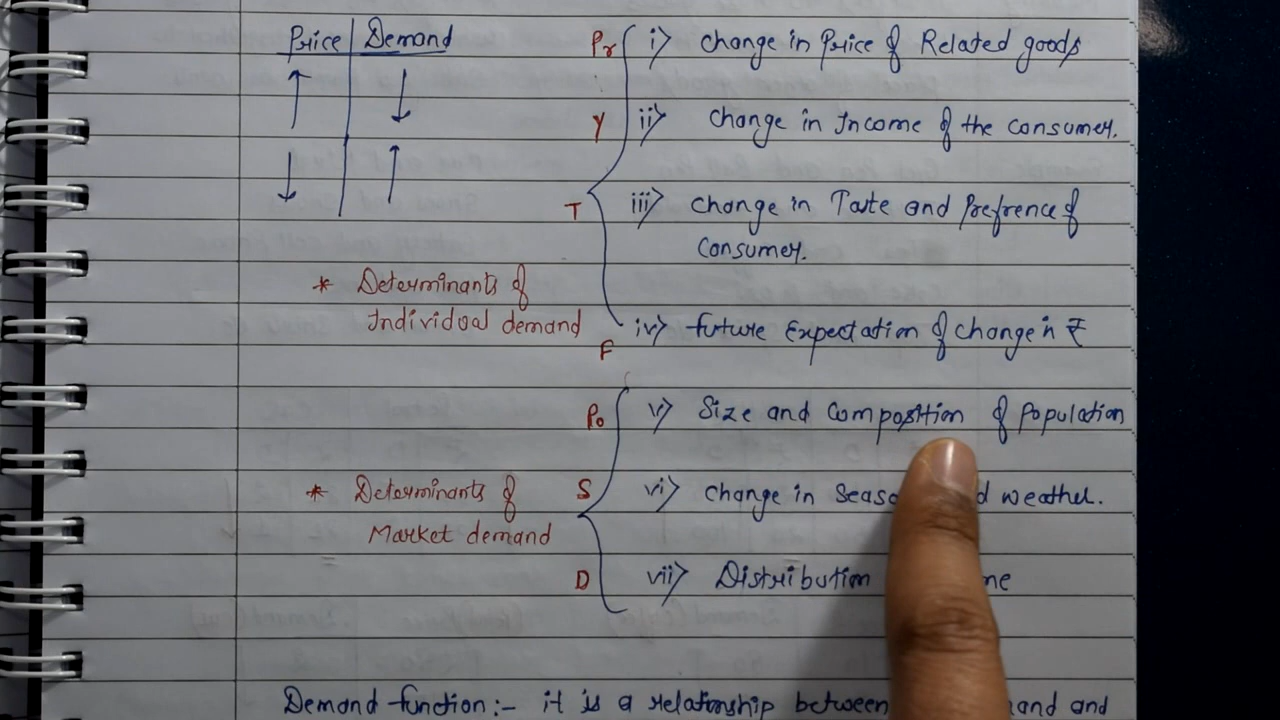 Price | Demand
↑ ↓
↓ ↑
Pr i> change in Price of Related goods
Y ii> change in Income of the consumer.
T iii> change in Taste and Prefrence of
consumer.
* Determinants of
Individual demand
F iv> future Expectation of change in ₹
Po v> Size and composition of population
* Determinants of
Market demand
S vi> change in weather.
D vii> Distribution
Demand function:- it is a relationship between and